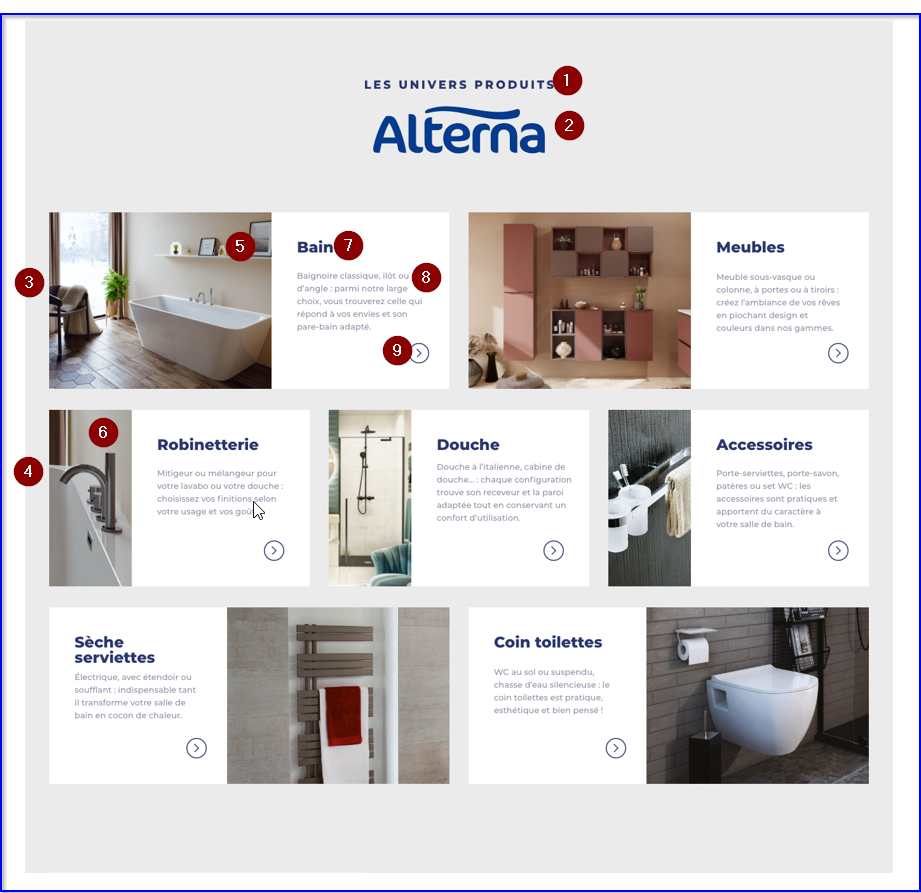 LES UNIVERS PRODUITS
1
Alterna
2
3
5
Bain
7
Baignoire classique, îlôt ou
8
d'angle : parmi notre large
choix, vous trouverez celle qui
répond à vos envies et son
pare-bain adapté.
9
Meubles
Meuble sous-vasque ou
colonne, à portes ou à tiroirs :
créez l'ambiance de vos rêves
en piochant design et
couleurs dans nos gammes.
4
6
Robinetterie
Mitigeur ou mélangeur pour
votre lavabo ou votre douche :
choisissez vos finitions selon
votre usage et vos
Douche
Douche à l'italienne, cabine de
douche... : chaque configuration
trouve son receveur et la paroi
adaptée tout en conservant un
confort d'utilisation.
Accessoires
Porte-serviettes, porte-savon,
patères ou set WC : les
accessoires sont pratiques et
apportent du caractère à
votre salle de bain.
Sèche
serviettes
Électrique, avec étendoir ou
soufflant : indispensable tant
il transforme votre salle de
bain en cocon de chaleur.
Coin toilettes
WC au sol ou suspendu,
chasse d'eau silencieuse : le
coin toilettes est pratique,
esthétique et bien pensé !